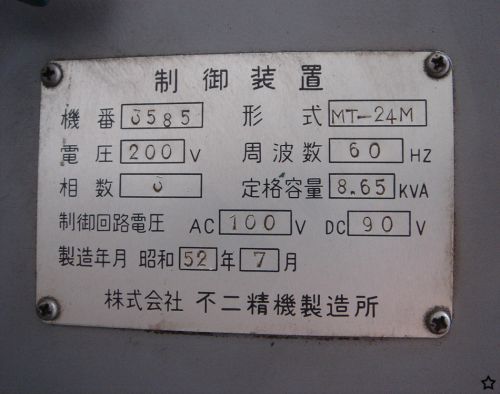 制御装置
機番 3585 形式 MT-24M
電圧 200 V 周波数 60 HZ
相数 3 定格容量 8.65 KVA
制御回路電圧 AC 100 V DC 90 V
製造年月 昭和 52 年 7 月
株式会社 不二精機製造所